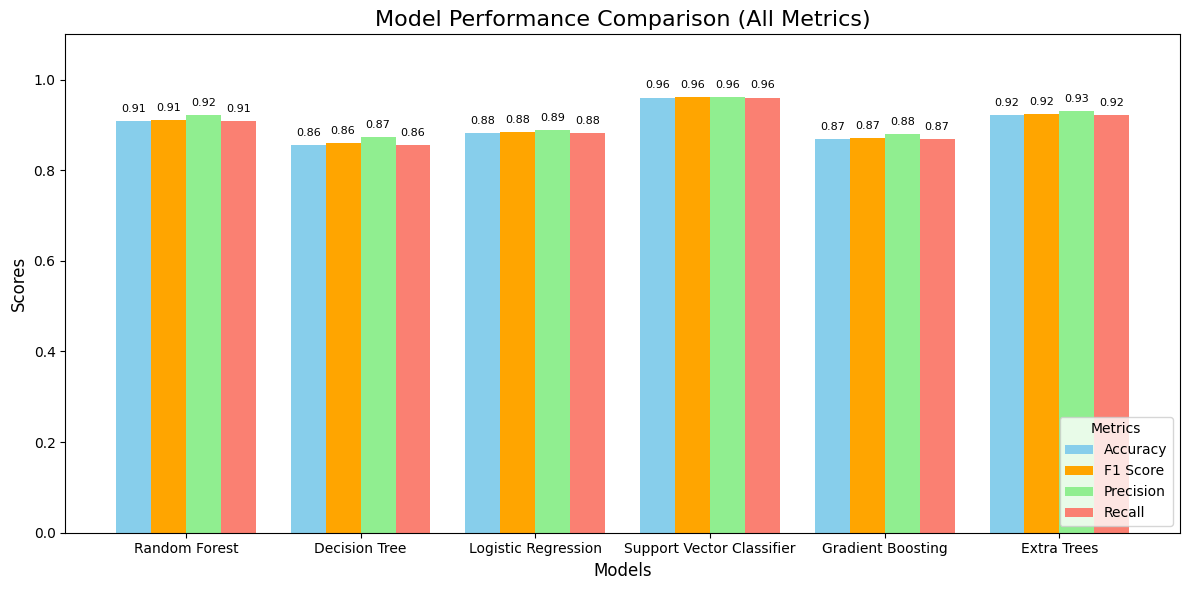 Model Performance Comparison (All Metrics)
Scores
1.0
0.8
0.6
0.4
0.2
0.0
0.91 0.91 0.92 0.91
0.86 0.86 0.87 0.86
0.88 0.88 0.89 0.88
0.96 0.96 0.96 0.96
0.87 0.87 0.88 0.87
0.92 0.92 0.93 0.92
Metrics
Accuracy
F1 Score
Precision
Recall
Random Forest Decision Tree Logistic Regression Support Vector Classifier Gradient Boosting Extra Trees
Models